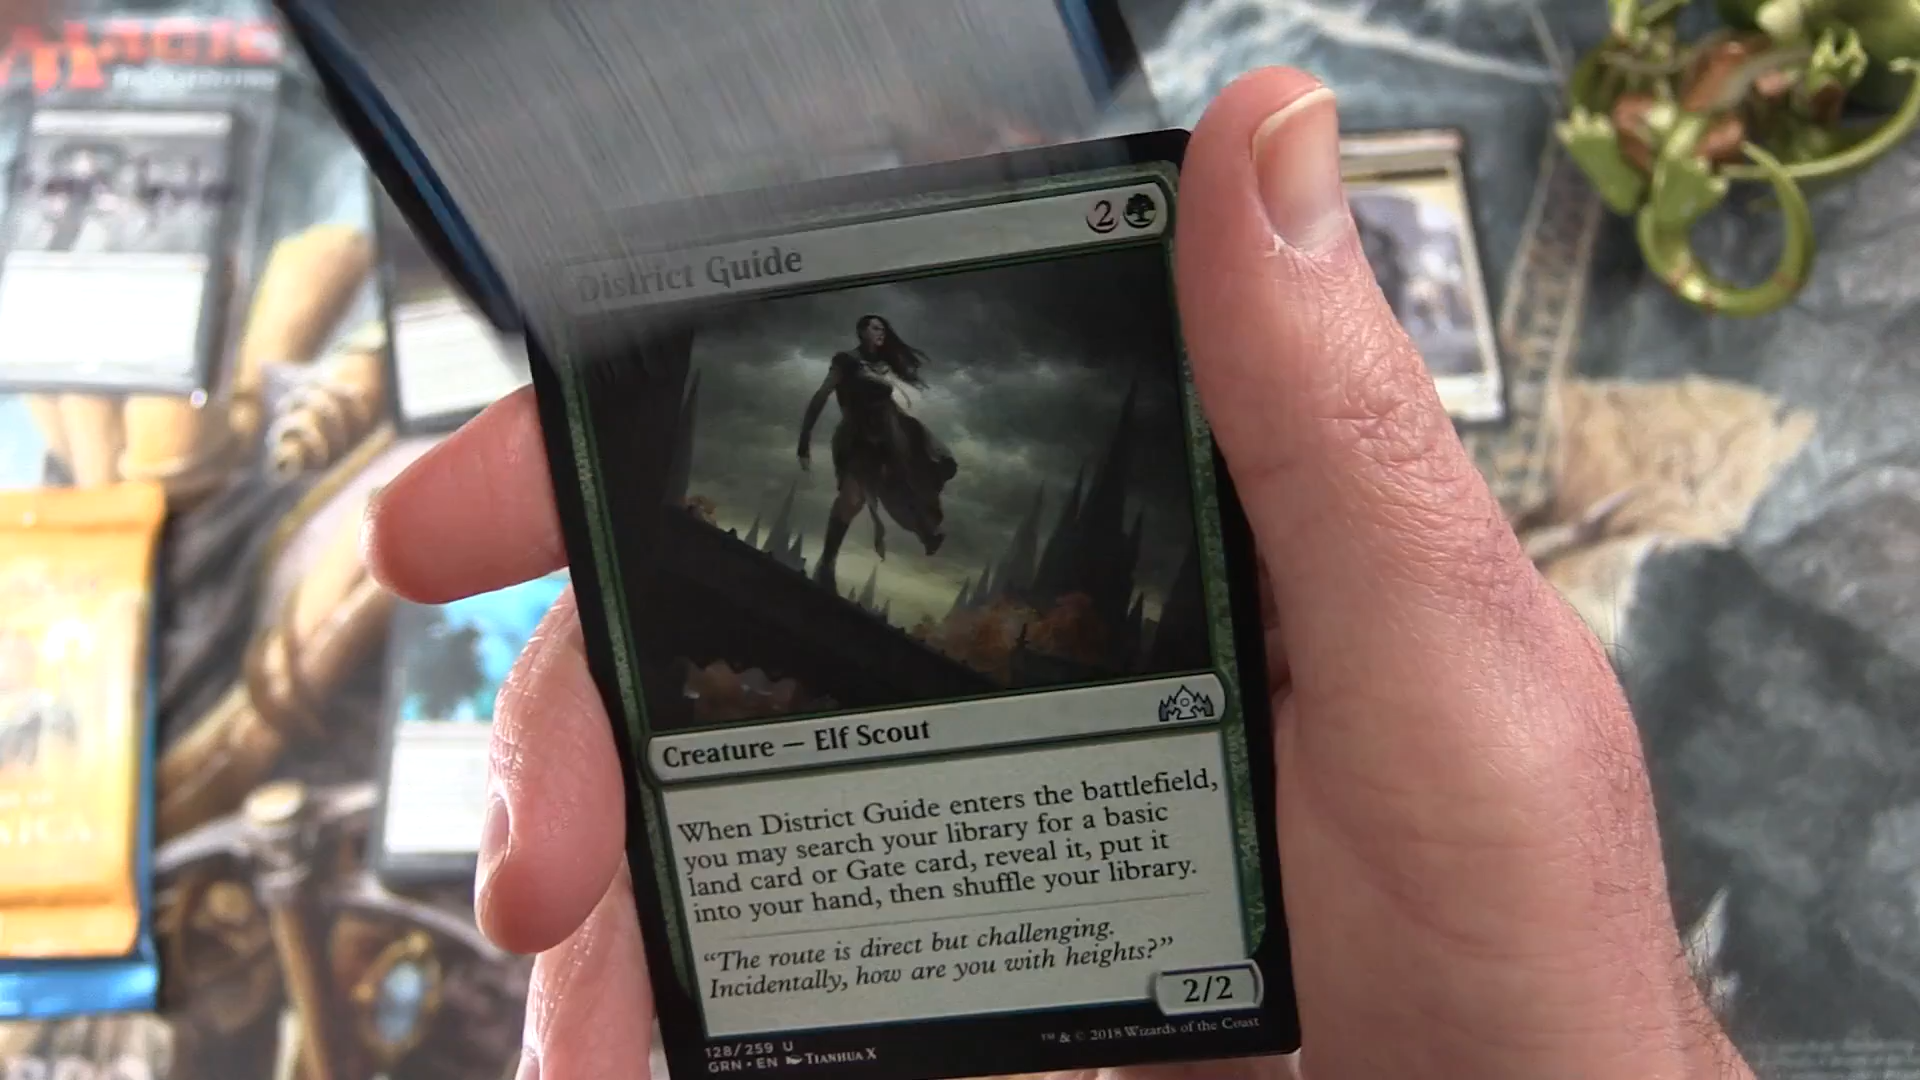 MAGIC
District Guide
2
Creature — Elf Scout
When District Guide enters the battlefield,
you may search your library for a basic
land card or Gate card, reveal it, put it
into your hand, then shuffle your library.
“The route is direct but challenging.
Incidentally, how are you with heights?”
2/2
128/259 U
GRN • EN TIANHUA X
™ & © 2018 Wizards of the Coast